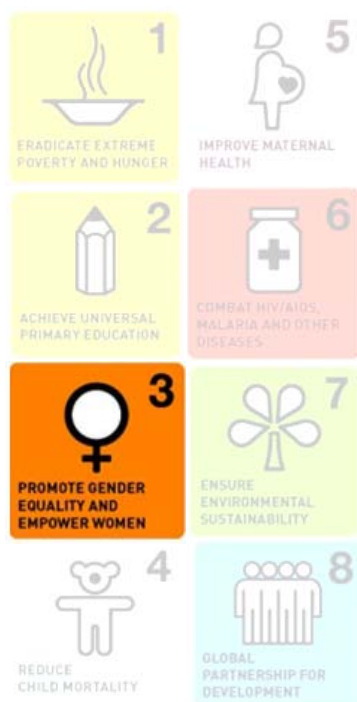 1
ERADICATE EXTREME
POVERTY AND HUNGER
5
IMPROVE MATERNAL
HEALTH
2
ACHIEVE UNIVERSAL
PRIMARY EDUCATION
6
COMBAT HIV/AIDS,
MALARIA AND OTHER
DISEASES
3
PROMOTE GENDER
EQUALITY AND
EMPOWER WOMEN
7
ENSURE
ENVIRONMENTAL
SUSTAINABILITY
4
REDUCE
CHILD MORTALITY
8
GLOBAL
PARTNERSHIP FOR
DEVELOPMENT